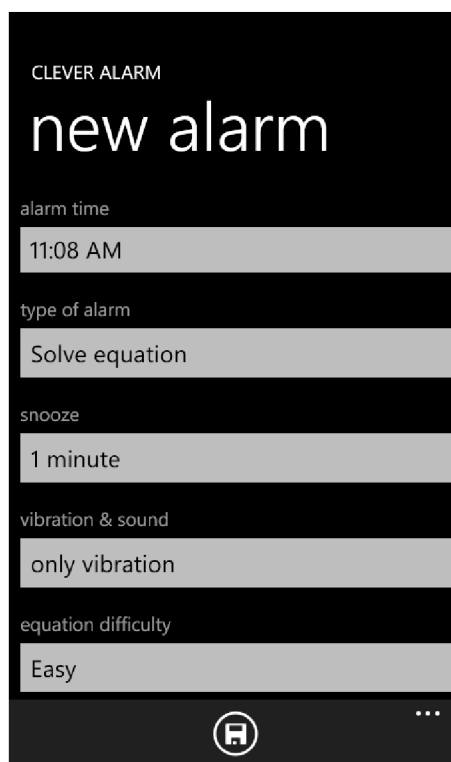 CLEVER ALARM
new alarm
alarm time
11:08 AM
type of alarm
Solve equation
snooze
1 minute
vibration & sound
only vibration
equation difficulty
Easy